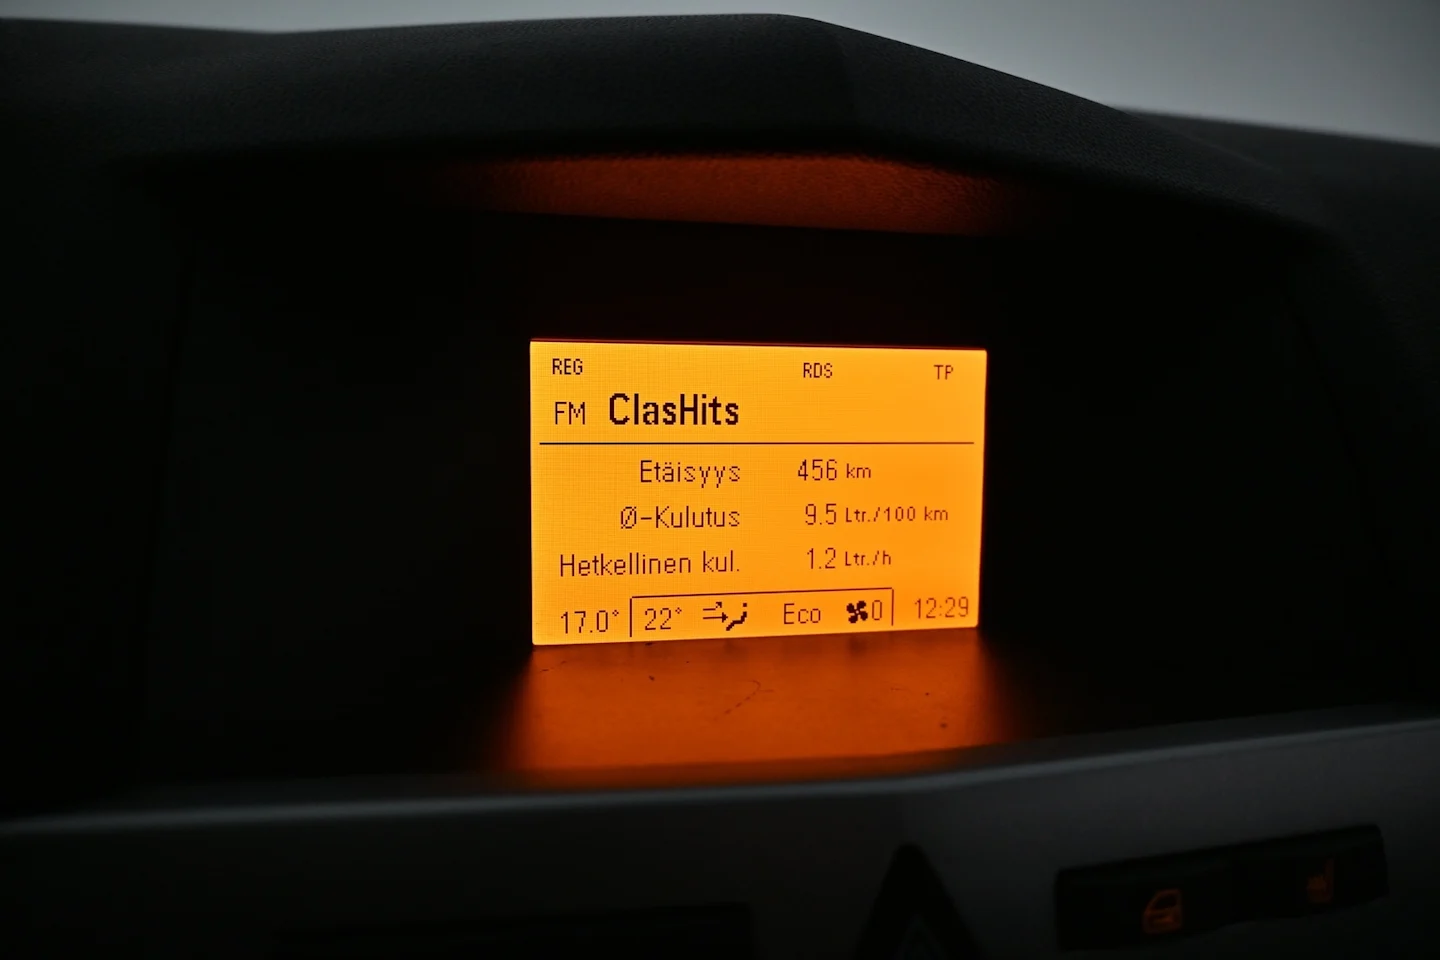 REG RDS TP
FM ClasHits
Etäisyys 456 km
Ø-Kulutus 9.5 Ltr./100 km
Hetkellinen kul. 1.2 Ltr./h
17.0° 22° Eco 0 12:29